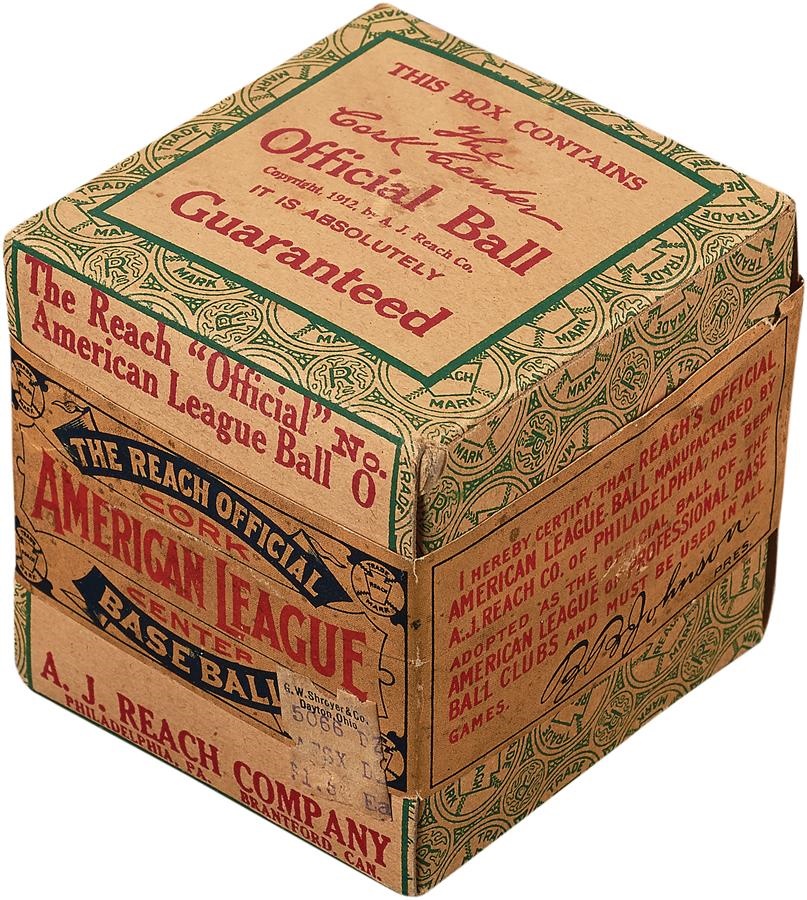 THIS BOX CONTAINS
The
Cork Center
Official Ball
Copyright, 1912, by A. J. Reach Co.
IT IS ABSOLUTELY
Guaranteed
The Reach "Official" No.
American League Ball 0
THE REACH OFFICIAL
CORK
AMERICAN LEAGUE
CENTER
BASE BALL
G. W. Shroyer & Co.
Dayton, Ohio
5066
A. J. REACH COMPANY
PHILADELPHIA, PA. BRANTFORD, CAN.
I HEREBY CERTIFY THAT REACH'S OFFICIAL
AMERICAN LEAGUE BALL MANUFACTURED BY
A.J. REACH CO. OF PHILADELPHIA, HAS BEEN
ADOPTED AS THE OFFICIAL BALL OF THE
AMERICAN LEAGUE OF PROFESSIONAL BASE
BALL CLUBS AND MUST BE USED IN ALL
GAMES.
B B Johnson PRES.
TRADE
REACH
MARK